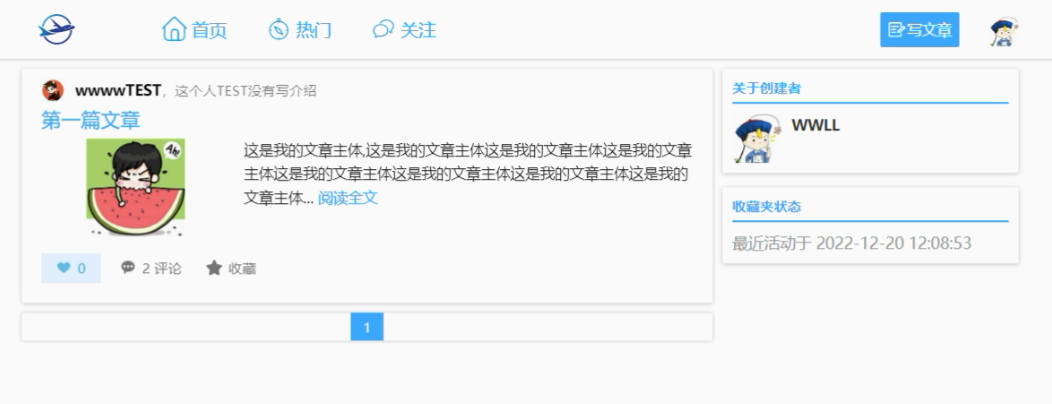 首页 热门 关注 写文章
wwwwTEST，这个人TEST没有写介绍
第一篇文章
Ah!
这是我的文章主体,这是我的文章主体这是我的文章主体这是我的文章
主体这是我的文章主体这是我的文章主体这是我的文章主体这是我的
文章主体... 阅读全文
0 2 评论 收藏
1
关于创建者
WWLL
收藏夹状态
最近活动于 2022-12-20 12:08:53